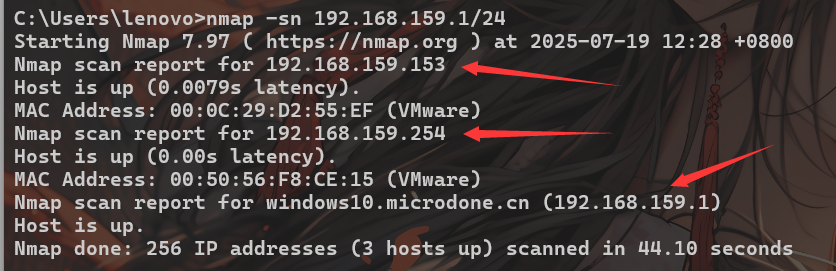 C:\Users\lenovo>nmap -sn 192.168.159.1/24
Starting Nmap 7.97 ( https://nmap.org ) at 2025-07-19 12:28 +0800
Nmap scan report for 192.168.159.153
Host is up (0.0079s latency).
MAC Address: 00:0C:29:D2:55:EF (VMware)
Nmap scan report for 192.168.159.254
Host is up (0.00s latency).
MAC Address: 00:50:56:F8:CE:15 (VMware)
Nmap scan report for windows10.microdone.cn (192.168.159.1)
Host is up.
Nmap done: 256 IP addresses (3 hosts up) scanned in 44.10 seconds